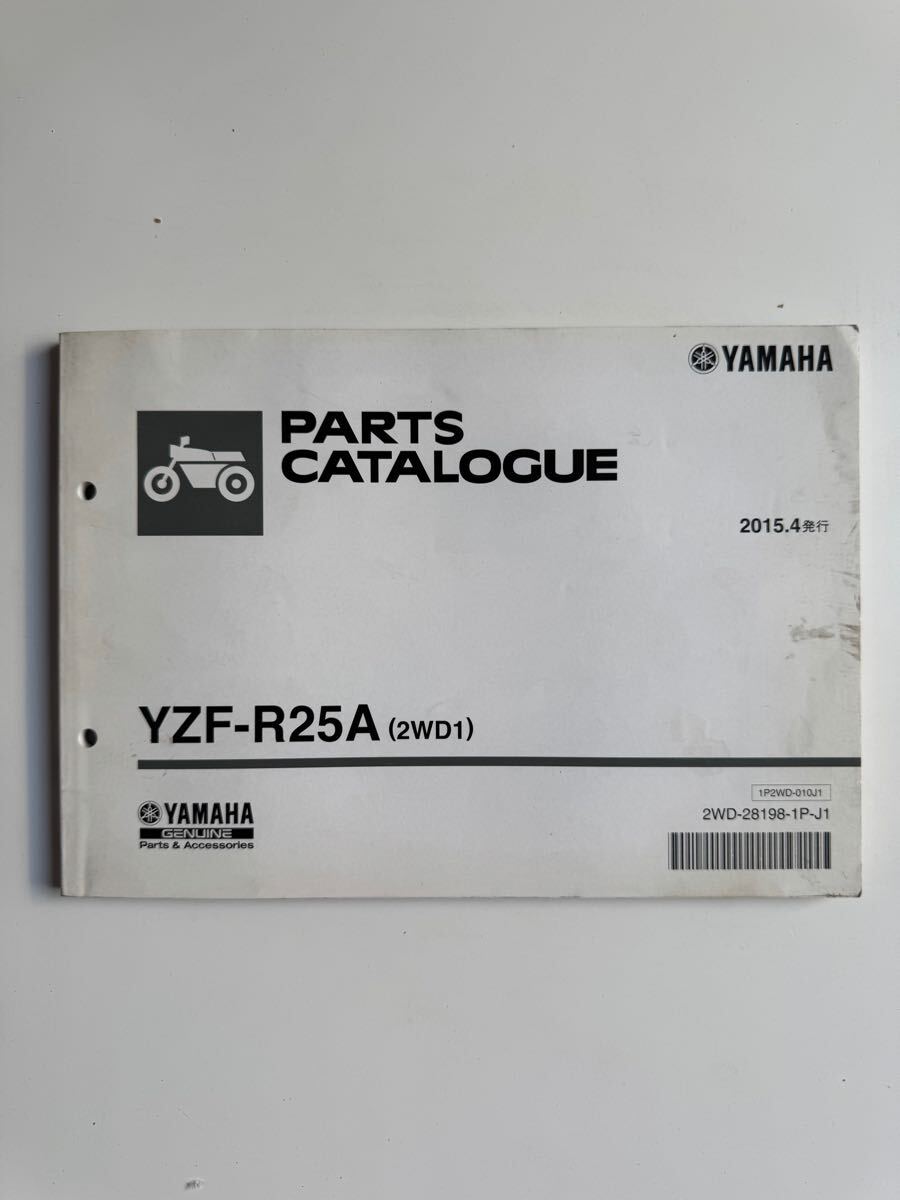 YAMAHA
PARTS
CATALOGUE
2015.4発行
YZF-R25A (2WD1)
YAMAHA
GENUINE
Parts & Accessories
1P2WD-010J1
2WD-28198-1P-J1